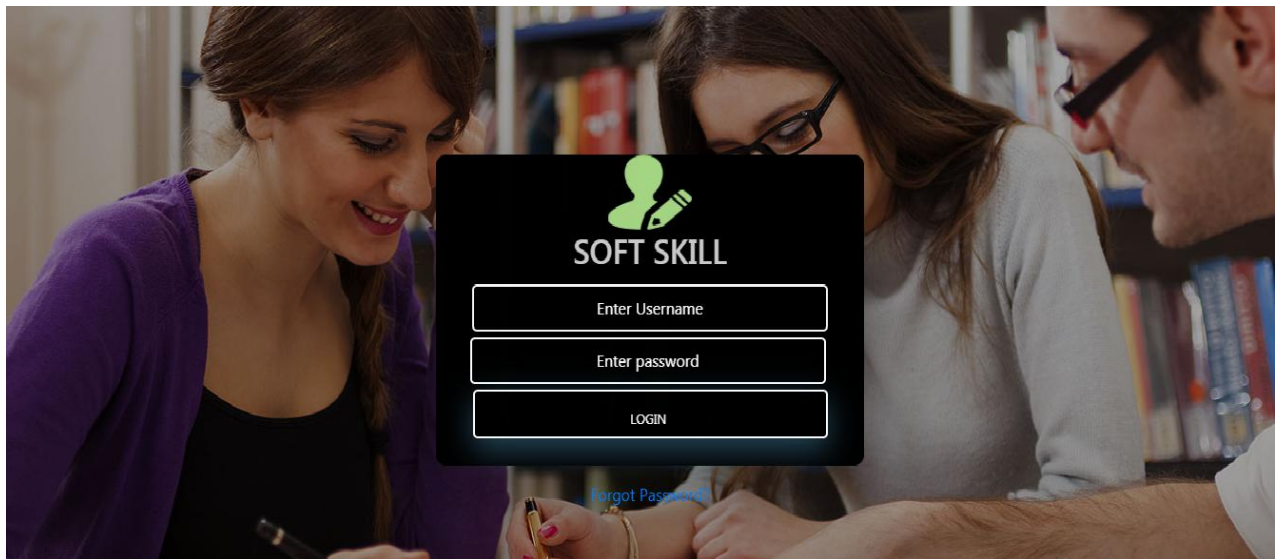 SOFT SKILL
Enter Username
Enter password
LOGIN
Forgot Password?